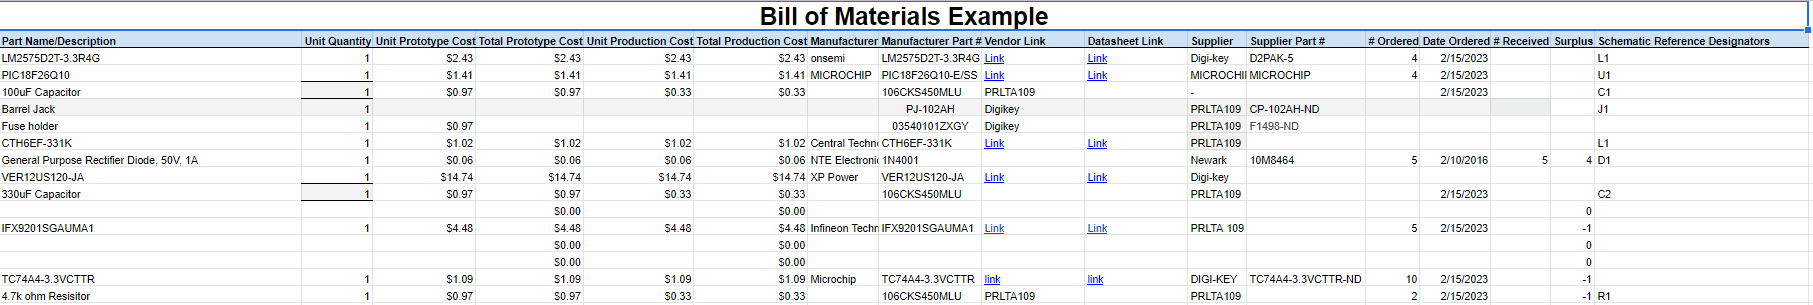 Bill of Materials Example
Part Name/Description Unit Quantity Unit Prototype Cost Total Prototype Cost Unit Production Cost Total Production Cost Manufacturer Manufacturer Part # Vendor Link Datasheet Link Supplier Supplier Part # # Ordered Date Ordered # Received Surplus Schematic Reference Designators
LM2575D2T-3.3R4G 1 $2.43 $2.43 $2.43 $2.43 onsemi LM2575D2T-3.3R4G Link Link Digi-key D2PAK-5 4 2/15/2023 L1
PIC18F26Q10 1 $1.41 $1.41 $1.41 $1.41 MICROCHIP PIC18F26Q10-E/SS Link Link MICROCHI MICROCHIP 4 2/15/2023 U1
100uF Capacitor 1 $0.97 $0.97 $0.33 $0.33 106CKS450MLU PRLTA109 - 2/15/2023 C1
Barrel Jack 1 PJ-102AH Digikey PRLTA109 CP-102AH-ND J1
Fuse holder 1 $0.97 03540101ZXGY Digikey PRLTA109 F1498-ND
CTH6EF-331K 1 $1.02 $1.02 $1.02 $1.02 Central Techn CTH6EF-331K Link Link PRLTA109 L1
General Purpose Rectifier Diode, 50V, 1A 1 $0.06 $0.06 $0.06 $0.06 NTE Electroni 1N4001 Newark 10M8464 5 2/10/2016 5 4 D1
VER12US120-JA 1 $14.74 $14.74 $14.74 $14.74 XP Power VER12US120-JA Link Link Digi-key
330uF Capacitor 1 $0.97 $0.97 $0.33 $0.33 106CKS450MLU PRLTA109 2/15/2023 C2
$0.00 $0.00 0
IFX9201SGAUMA1 1 $4.48 $4.48 $4.48 $4.48 Infineon Techn IFX9201SGAUMA1 Link Link PRLTA 109 5 2/15/2023 -1
$0.00 $0.00 0
$0.00 $0.00 0
TC74A4-3.3VCTTR 1 $1.09 $1.09 $1.09 $1.09 Microchip TC74A4-3.3VCTTR link link DIGI-KEY TC74A4-3.3VCTTR-ND 10 2/15/2023 -1
4.7k ohm Resisitor 1 $0.97 $0.97 $0.33 $0.33 106CKS450MLU PRLTA109 PRLTA109 2 2/15/2023 -1 R1